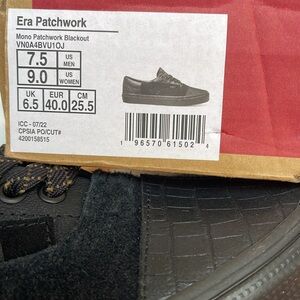 Era Patchwork
Mono Patchwork Blackout
VN0A4BVU1OJ
7.5 US MEN
9.0 US WOMEN
UK EUR CM
6.5 40.0 25.5
ICC - 07/22
CPSIA PO/CUT#
4200158515
1 96570 61502 4